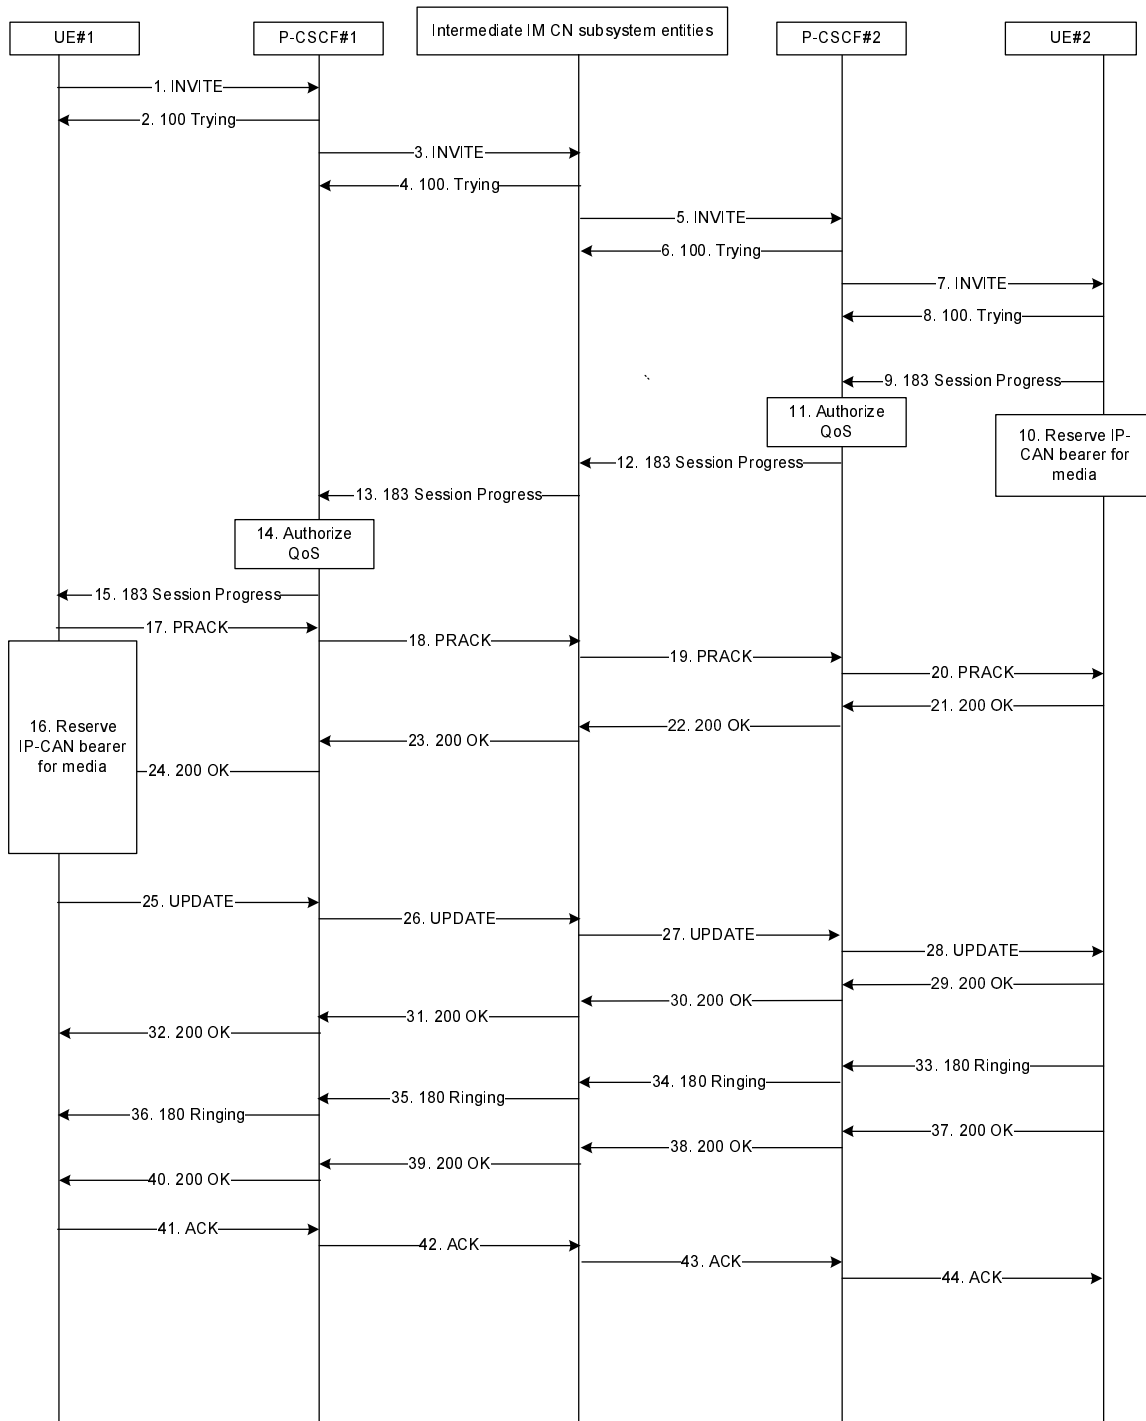 UE#1
P-CSCF#1
Intermediate IM CN subsystem entities
P-CSCF#2
UE#2
1. INVITE
2. 100 Trying
3. INVITE
4. 100. Trying
5. INVITE
6. 100. Trying
7. INVITE
8. 100. Trying
9. 183 Session Progress
11. Authorize
QoS
10. Reserve IP-
CAN bearer for
media
12. 183 Session Progress
13. 183 Session Progress
14. Authorize
QoS
15. 183 Session Progress
17. PRACK
18. PRACK
19. PRACK
20. PRACK
21. 200 OK
22. 200 OK
23. 200 OK
16. Reserve
IP-CAN bearer
for media
24. 200 OK
25. UPDATE
26. UPDATE
27. UPDATE
28. UPDATE
29. 200 OK
30. 200 OK
31. 200 OK
32. 200 OK
33. 180 Ringing
34. 180 Ringing
35. 180 Ringing
36. 180 Ringing
37. 200 OK
38. 200 OK
39. 200 OK
40. 200 OK
41. ACK
42. ACK
43. ACK
44. ACK